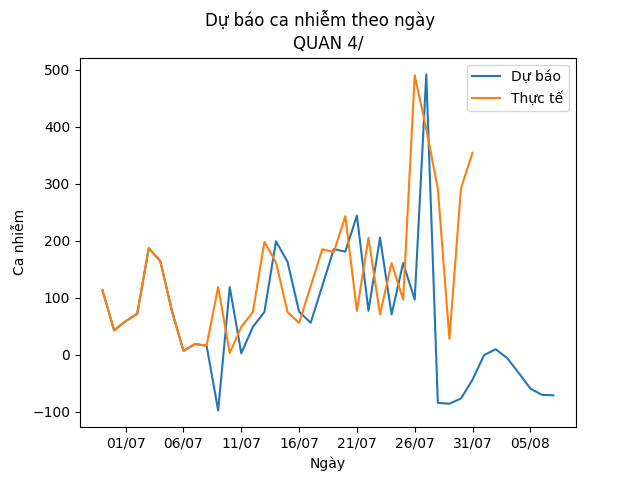 Dự báo ca nhiễm theo ngày
QUAN 4/
Dự báo
Thực tế
Ca nhiễm
500
400
300
200
100
0
−100
01/07
06/07
11/07
16/07
21/07
26/07
31/07
05/08
Ngày